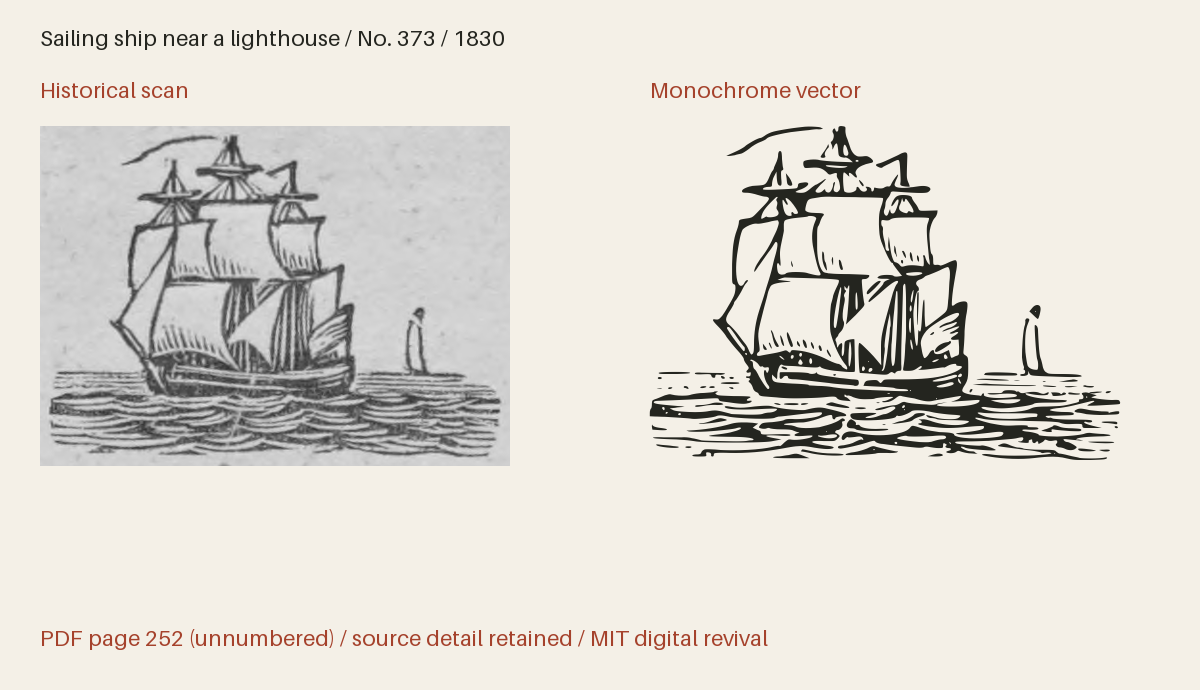 Sailing ship near a lighthouse / No. 373 / 1830
Historical scan
Monochrome vector
PDF page 252 (unnumbered) / source detail retained / MIT digital revival